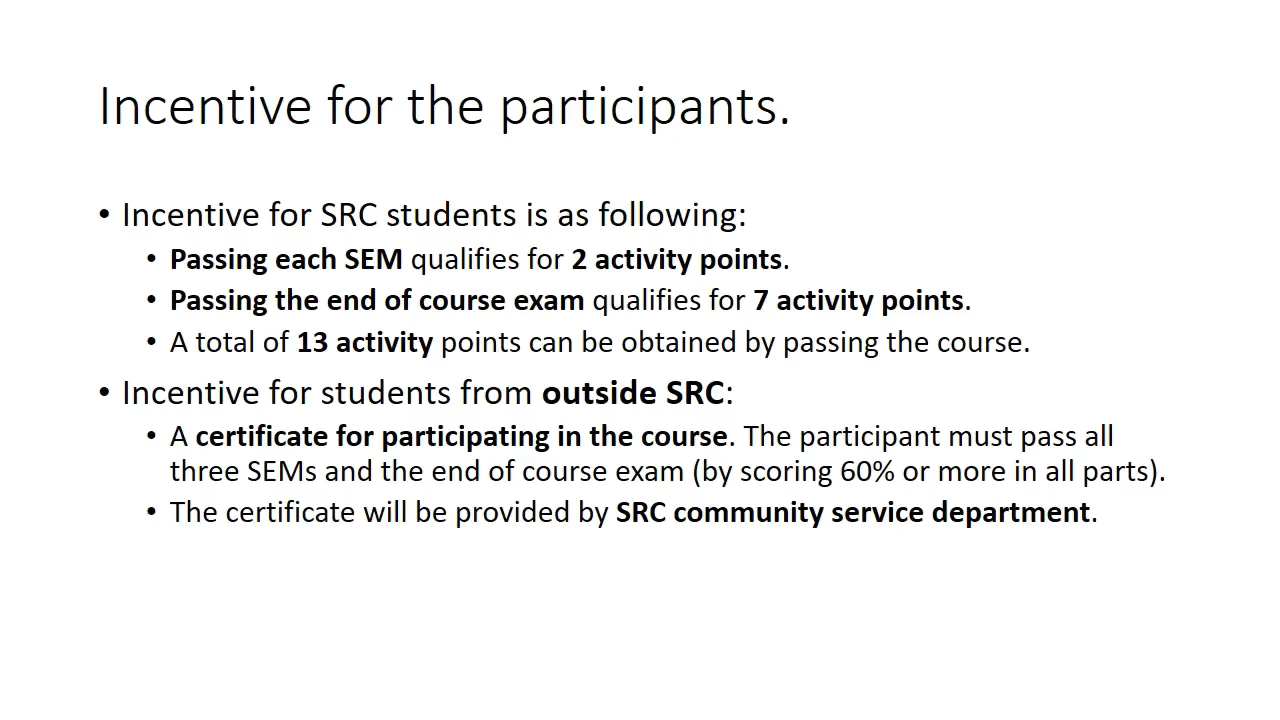 Incentive for the participants.
• Incentive for SRC students is as following:
• Passing each SEM qualifies for 2 activity points.
• Passing the end of course exam qualifies for 7 activity points.
• A total of 13 activity points can be obtained by passing the course.
• Incentive for students from outside SRC:
• A certificate for participating in the course. The participant must pass all
three SEMs and the end of course exam (by scoring 60% or more in all parts).
• The certificate will be provided by SRC community service department.